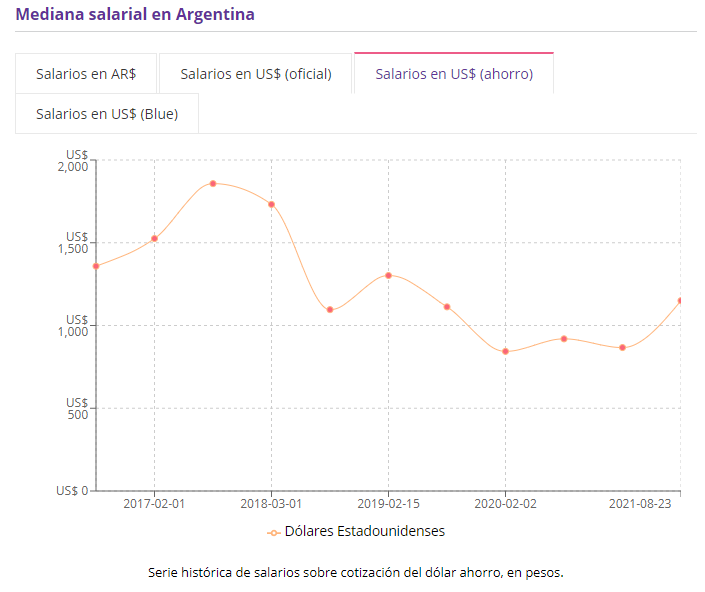 Mediana salarial en Argentina
Salarios en AR$
Salarios en US$ (oficial)
Salarios en US$ (ahorro)
Salarios en US$ (Blue)
US$
2,000
US$
1,500
US$
1,000
US$
500
US$ 0
2017-02-01
2018-03-01
2019-02-15
2020-02-02
2021-08-23
Dólares Estadounidenses
Serie histórica de salarios sobre cotización del dólar ahorro, en pesos.